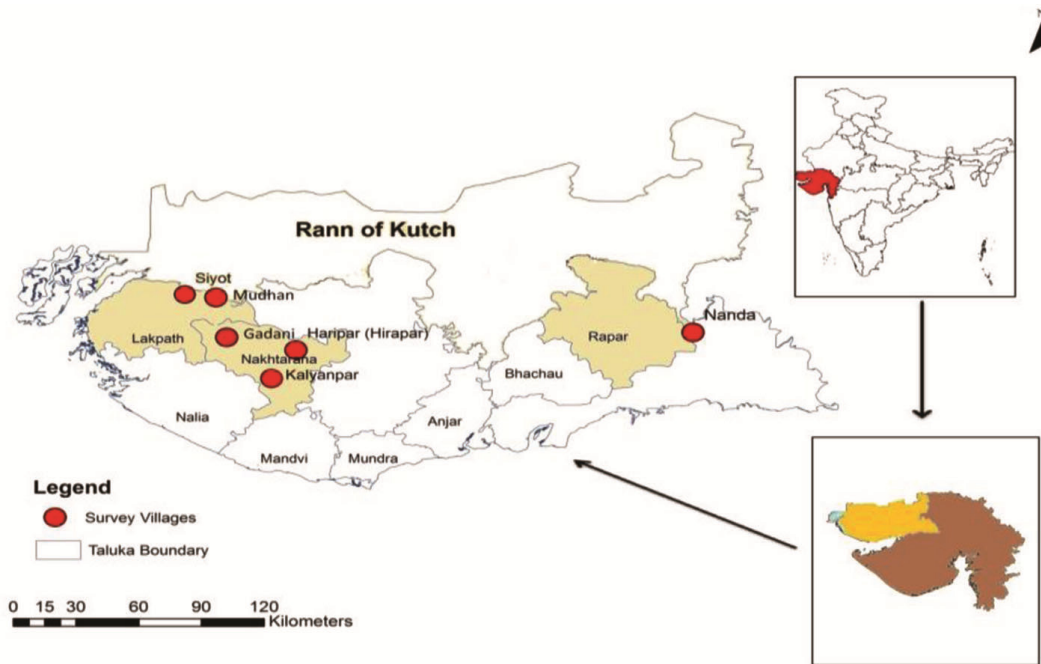 Rann of Kutch
Siyot
Mudhan
Gadani
Haripar (Hirapar)
Lakpath
Nakhtarana
Kalyanpar
Nanda
Rapar
Bhachau
Nalia
Anjar
Mandvi
Mundra
Legend
Survey Villages
Taluka Boundary
0 15 30 60 90 120
Kilometers